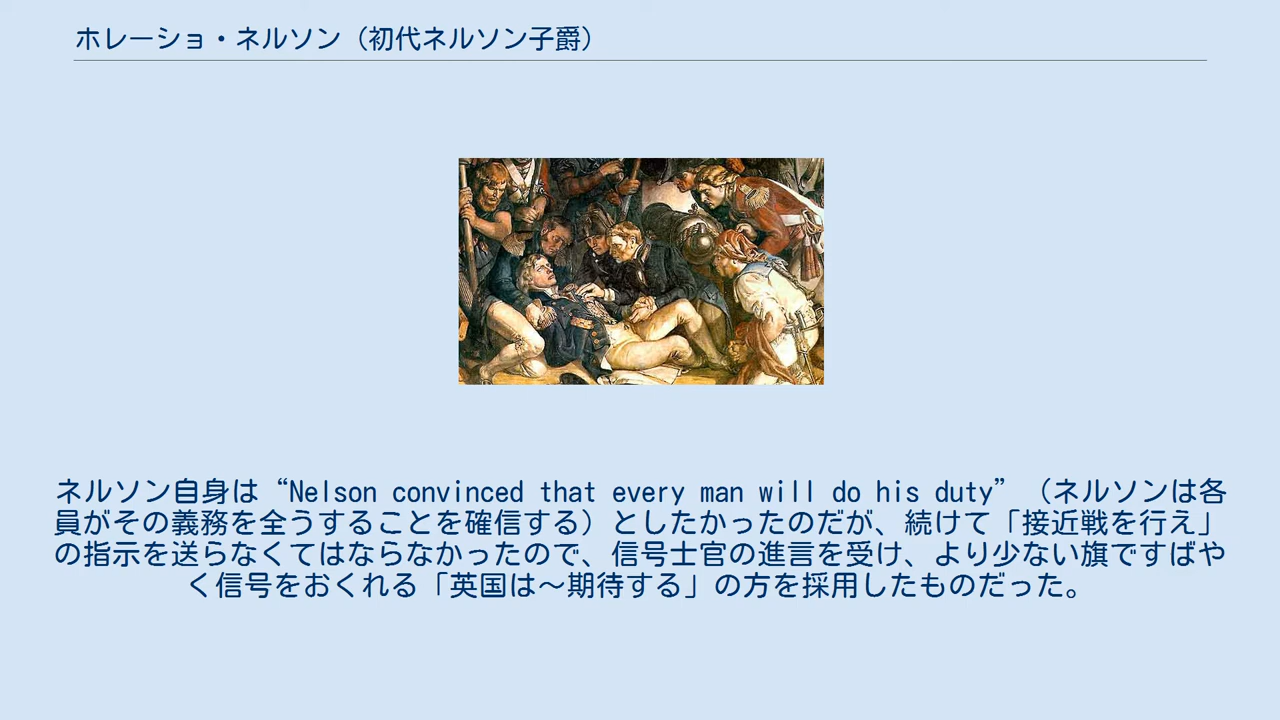 ホレーショ・ネルソン（初代ネルソン子爵）
ネルソン自身は“Nelson convinced that every man will do his duty”（ネルソンは各
員がその義務を全うすることを確信する）としたかったのだが、続けて「接近戦を行え」
の指示を送らなくてはならなかったので、信号士官の進言を受け、より少ない旗ですばや
く信号をおくれる「英国は～期待する」の方を採用したものだった。